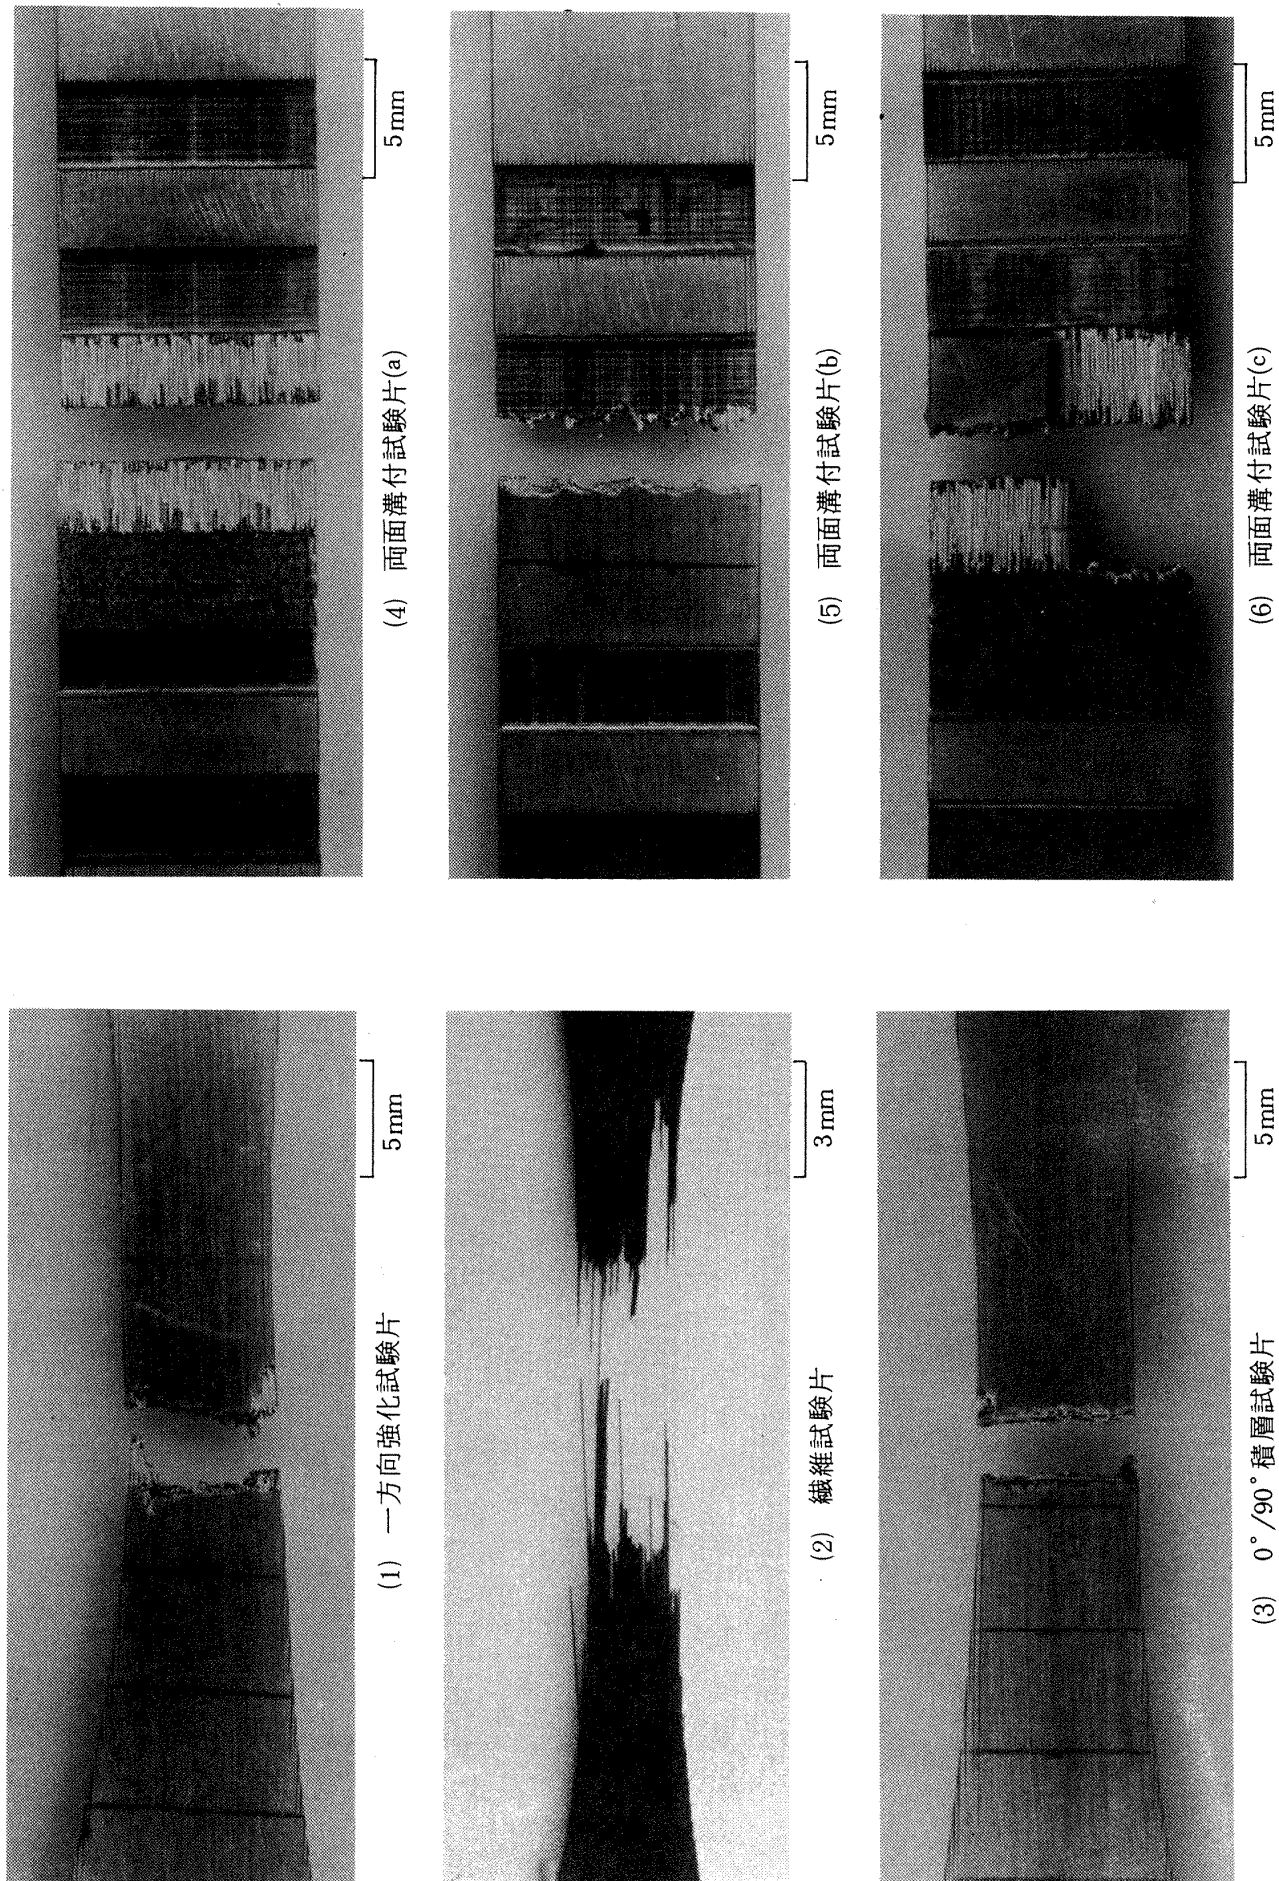 5mm
(1) 一方向強化試験片
3mm
(2) 繊維試験片
5mm
(3) 0°/90°積層試験片
5mm
(4) 両面溝付試験片(a)
5mm
(5) 両面溝付試験片(b)
5mm
(6) 両面溝付試験片(c)